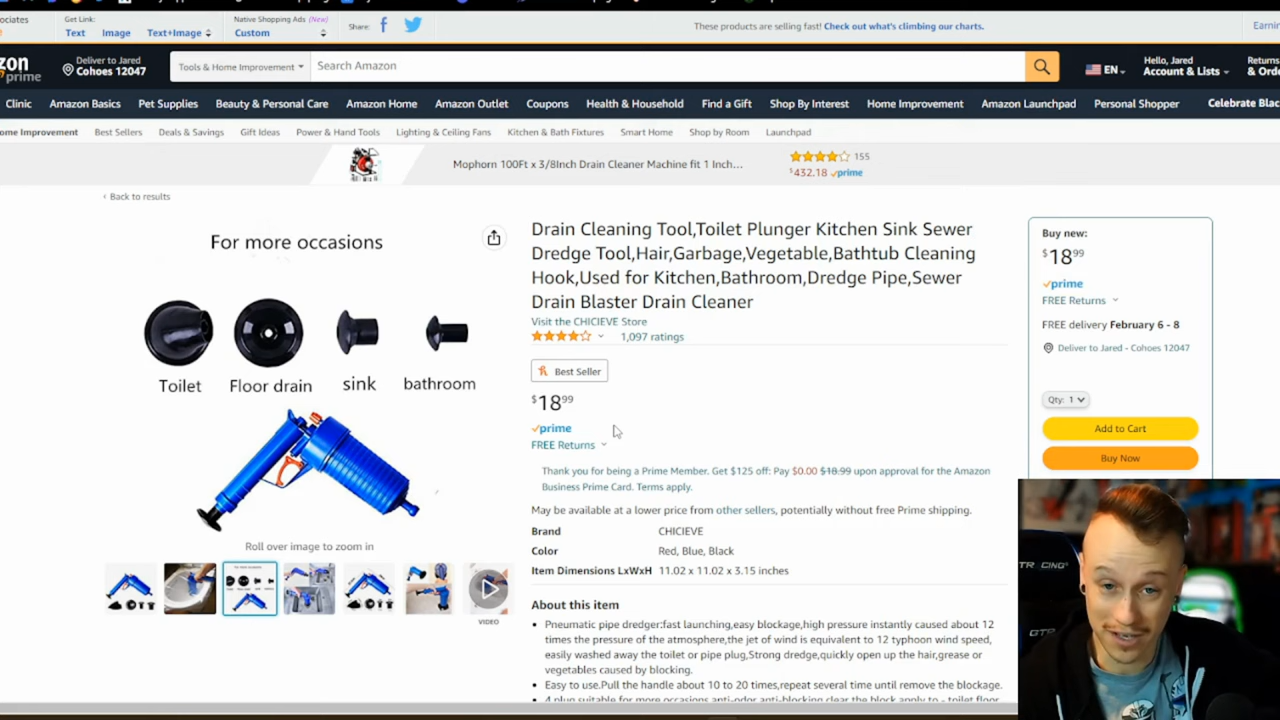 ociates
Get Link:
Text Image Text+Image
Native Shopping Ads (New)
Custom
Share:
These products are selling fast! Check out what's climbing our charts.
Earnin
zon
prime
Deliver to Jared
Cohoes 12047
Tools & Home Improvement
Search Amazon
EN
Hello, Jared
Account & Lists
Returns
& Orde
Clinic Amazon Basics Pet Supplies Beauty & Personal Care Amazon Home Amazon Outlet Coupons Health & Household Find a Gift Shop By Interest Home Improvement Amazon Launchpad Personal Shopper Celebrate Blac
ome Improvement Best Sellers Deals & Savings Gift Ideas Power & Hand Tools Lighting & Ceiling Fans Kitchen & Bath Fixtures Smart Home Shop by Room Launchpad
Mophorn 100Ft x 3/8Inch Drain Cleaner Machine fit 1 Inch...
155
$432.18 prime
‹ Back to results
For more occasions
Toilet Floor drain sink bathroom
Roll over image to zoom in
VIDEO
Drain Cleaning Tool,Toilet Plunger Kitchen Sink Sewer
Dredge Tool,Hair,Garbage,Vegetable,Bathtub Cleaning
Hook,Used for Kitchen,Bathroom,Dredge Pipe,Sewer
Drain Blaster Drain Cleaner
Visit the CHICIEVE Store
1,097 ratings
Best Seller
$18 99
prime
FREE Returns
Thank you for being a Prime Member. Get $125 off: Pay $0.00 $18.99 upon approval for the Amazon
Business Prime Card. Terms apply.
May be available at a lower price from other sellers, potentially without free Prime shipping.
Brand CHICIEVE
Color Red, Blue, Black
Item Dimensions LxWxH 11.02 x 11.02 x 3.15 inches
About this item
• Pneumatic pipe dredger:fast launching,easy blockage,high pressure instantly caused about 12
times the pressure of the atmosphere,the jet of wind is equivalent to 12 typhoon wind speed,
easily washed away the toilet or pipe plug,Strong dredge,quickly open up the hair,grease or
vegetables caused by blocking.
• Easy to use.Pull the handle about 10 to 20 times,repeat several time until remove the blockage.
• 4 plug suitable for more occasions anti-odor anti-blocking clear the block apply to - toilet floor
Buy new:
$18 99
prime
FREE Returns
FREE delivery February 6 - 8
Deliver to Jared - Cohoes 12047
Qty: 1
Add to Cart
Buy Now
GTR